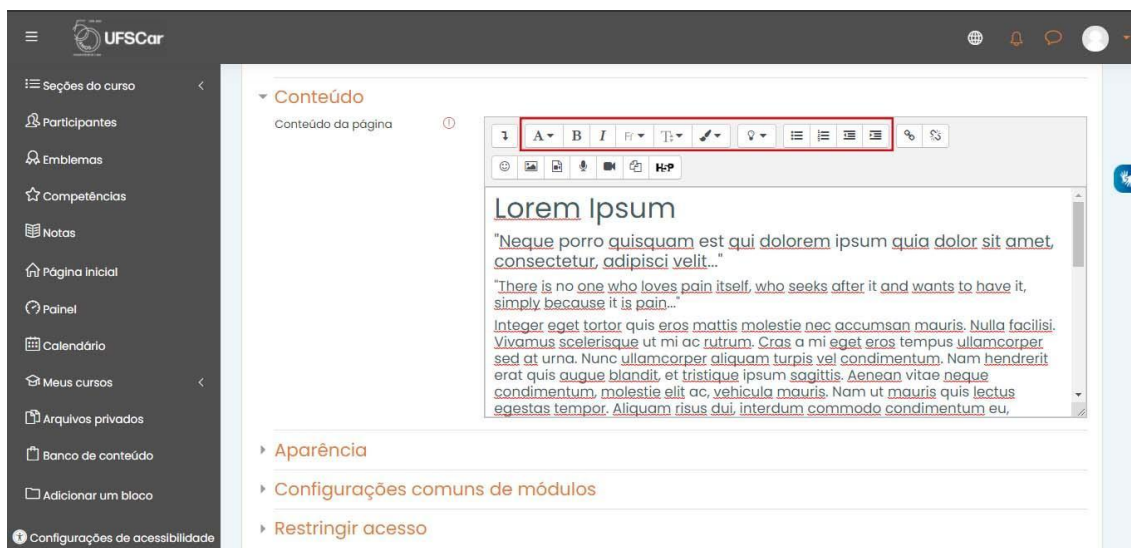 UFSCar
Seções do curso
Participantes
Emblemas
Competências
Notas
Página inicial
Painel
Calendário
Meus cursos
Arquivos privados
Banco de conteúdo
Adicionar um bloco
Configurações de acessibilidade
Conteúdo
Conteúdo da página
A B I Ff T
H-P
Lorem Ipsum
"Neque porro quisquam est qui dolorem ipsum quia dolor sit amet,
consectetur, adipisci velit..."
"There is no one who loves pain itself, who seeks after it and wants to have it,
simply because it is pain..."
Integer eget tortor quis eros mattis molestie nec accumsan mauris. Nulla facilisi.
Vivamus scelerisque ut mi ac rutrum. Cras a mi eget eros tempus ullamcorper
sed at urna. Nunc ullamcorper aliquam turpis vel condimentum. Nam hendrerit
erat quis augue blandit, et tristique ipsum sagittis. Aenean vitae neque
condimentum, molestie elit ac, vehicula mauris. Nam ut mauris quis lectus
egestas tempor. Aliquam risus dui, interdum commodo condimentum eu,
Aparência
Configurações comuns de módulos
Restringir acesso